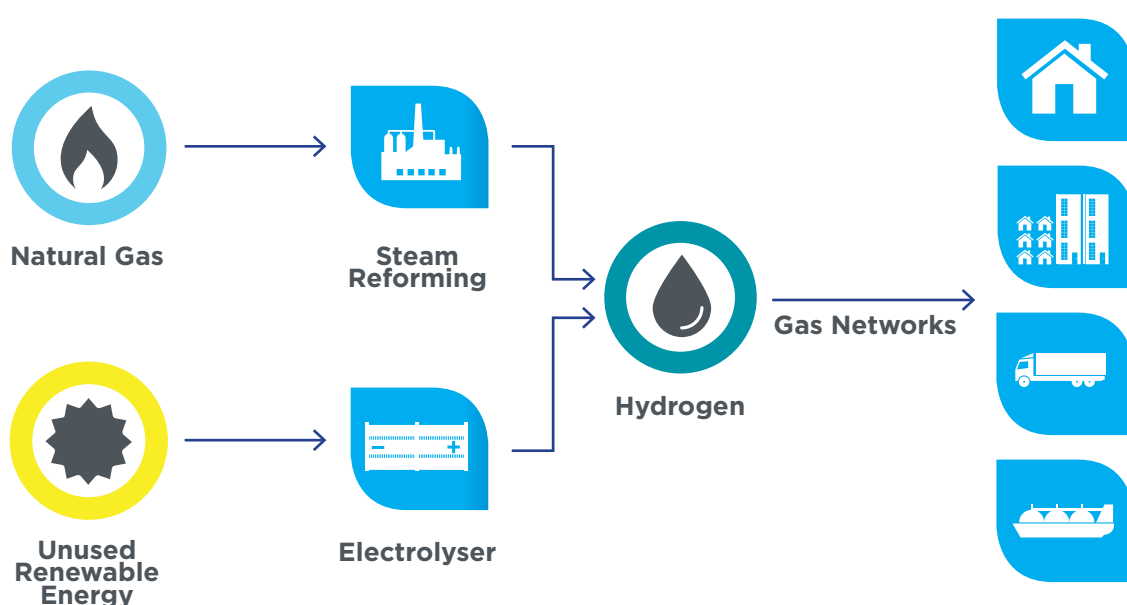 Natural Gas
Steam
Reforming
Gas Networks
Hydrogen
Unused
Renewable
Energy
Electrolyser